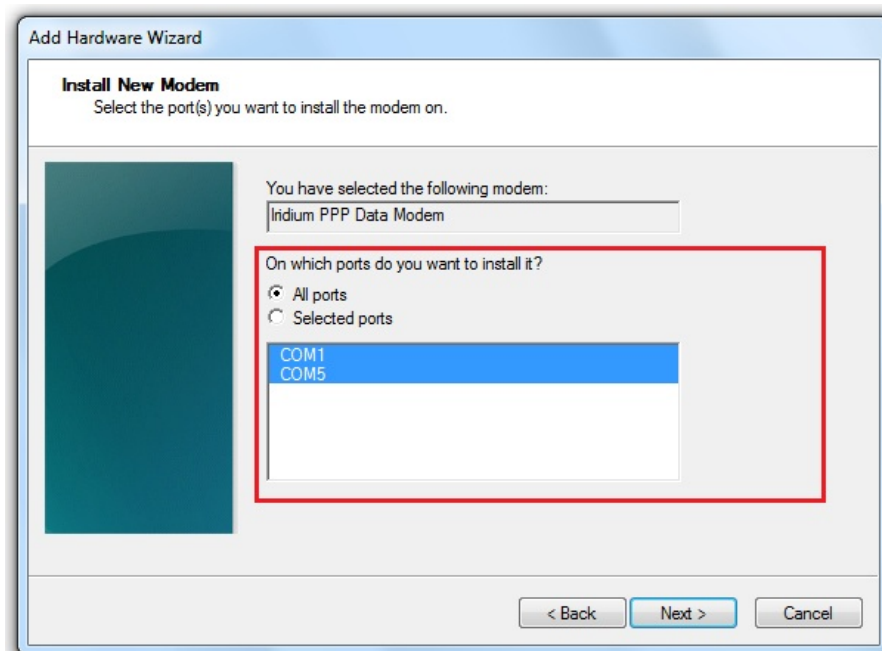 Add Hardware Wizard
Install New Modem
Select the port(s) you want to install the modem on.
You have selected the following modem:
Iridium PPP Data Modem
On which ports do you want to install it?
All ports
Selected ports
COM1
COM5
< Back Next > Cancel